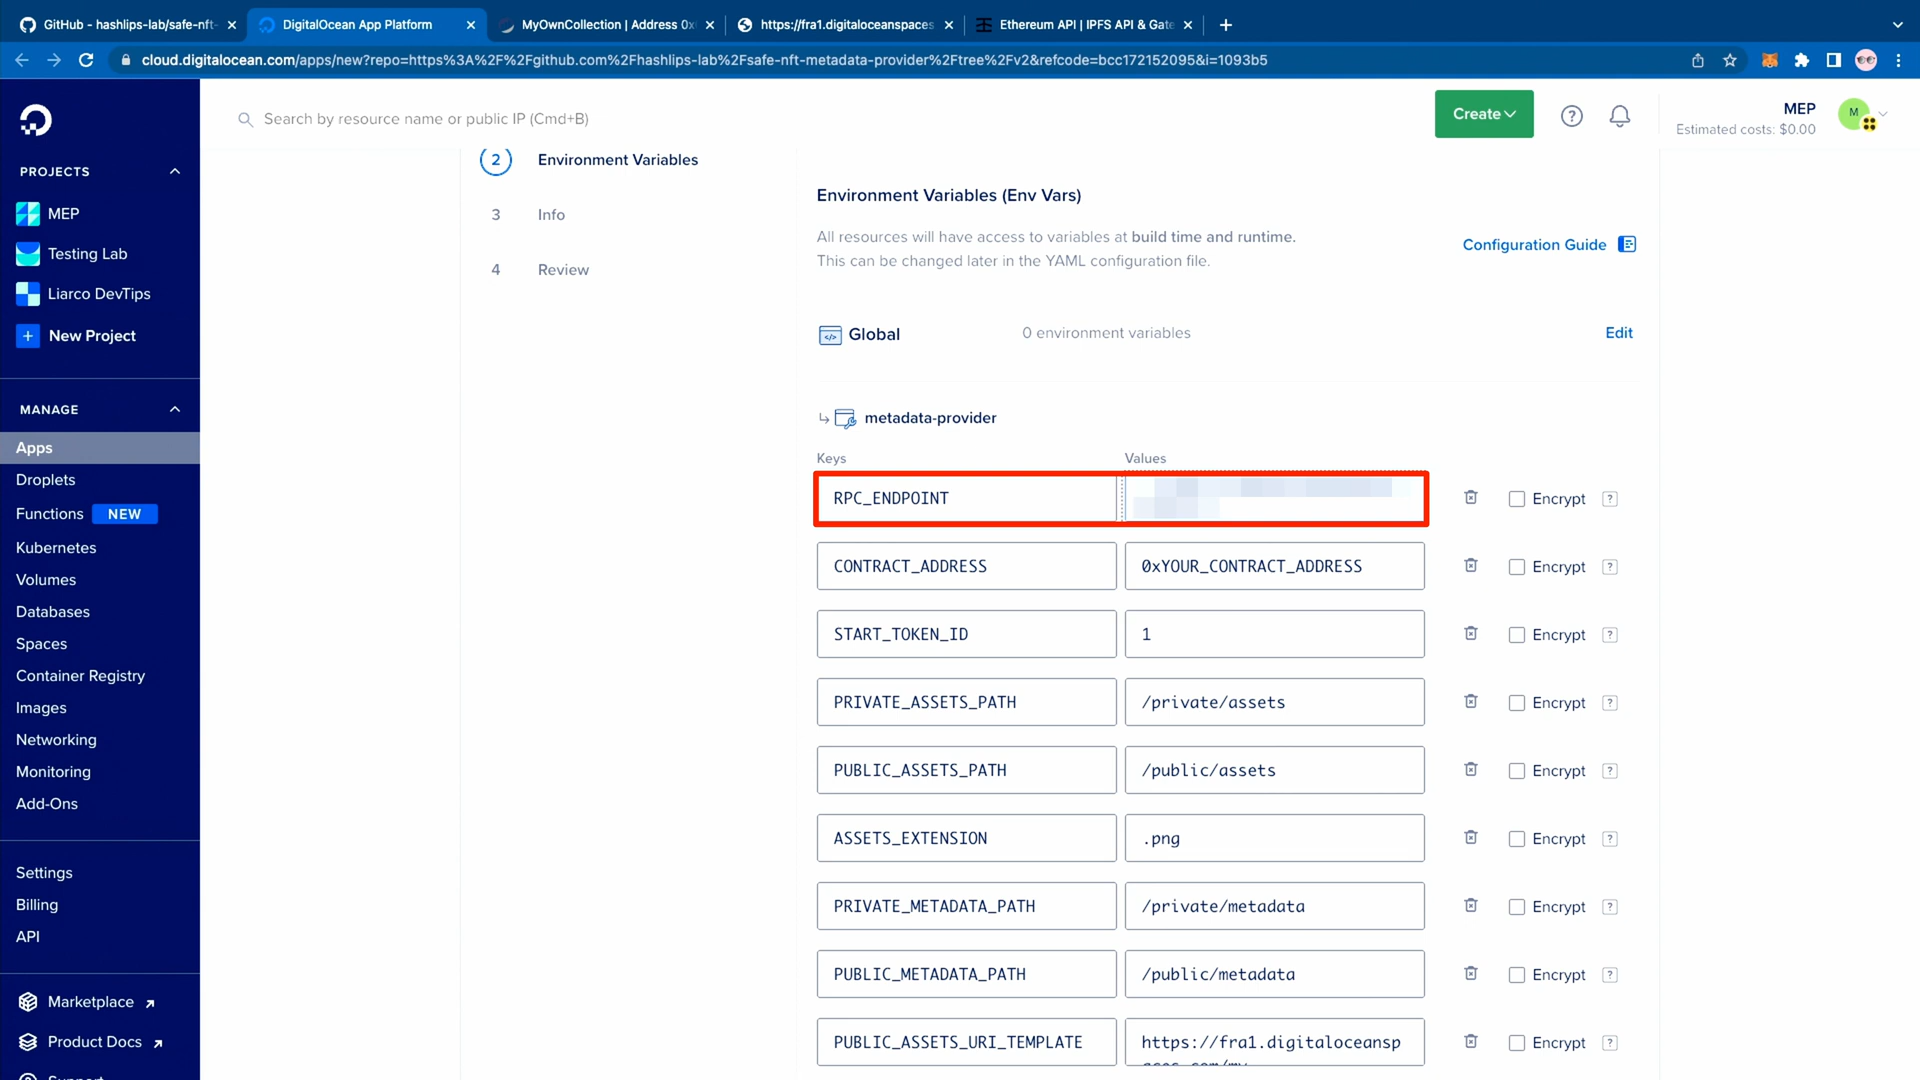 GitHub - hashlips-lab/safe-nft-
DigitalOcean App Platform
MyOwnCollection | Address 0x
https://fra1.digitaloceanspaces
Ethereum API | IPFS API & Gate
cloud.digitalocean.com/apps/new?repo=https%3A%2F%2Fgithub.com%2Fhashlips-lab%2Fsafe-nft-metadata-provider%2Ftree%2Fv2&refcode=bcc172152095&i=1093b5
Search by resource name or public IP (Cmd+B)
Create
MEP
Estimated costs: $0.00
M
PROJECTS
MEP
Testing Lab
Liarco DevTips
New Project
MANAGE
Apps
Droplets
Functions NEW
Kubernetes
Volumes
Databases
Spaces
Container Registry
Images
Networking
Monitoring
Add-Ons
Settings
Billing
API
Marketplace
Product Docs
2 Environment Variables
3 Info
4 Review
Environment Variables (Env Vars)
All resources will have access to variables at build time and runtime.
This can be changed later in the YAML configuration file.
Configuration Guide
Global
0 environment variables
Edit
metadata-provider
Keys Values
RPC_ENDPOINT Encrypt ?
CONTRACT_ADDRESS 0xYOUR_CONTRACT_ADDRESS Encrypt ?
START_TOKEN_ID 1 Encrypt ?
PRIVATE_ASSETS_PATH /private/assets Encrypt ?
PUBLIC_ASSETS_PATH /public/assets Encrypt ?
ASSETS_EXTENSION .png Encrypt ?
PRIVATE_METADATA_PATH /private/metadata Encrypt ?
PUBLIC_METADATA_PATH /public/metadata Encrypt ?
PUBLIC_ASSETS_URI_TEMPLATE https://fra1.digitaloceansp Encrypt ?